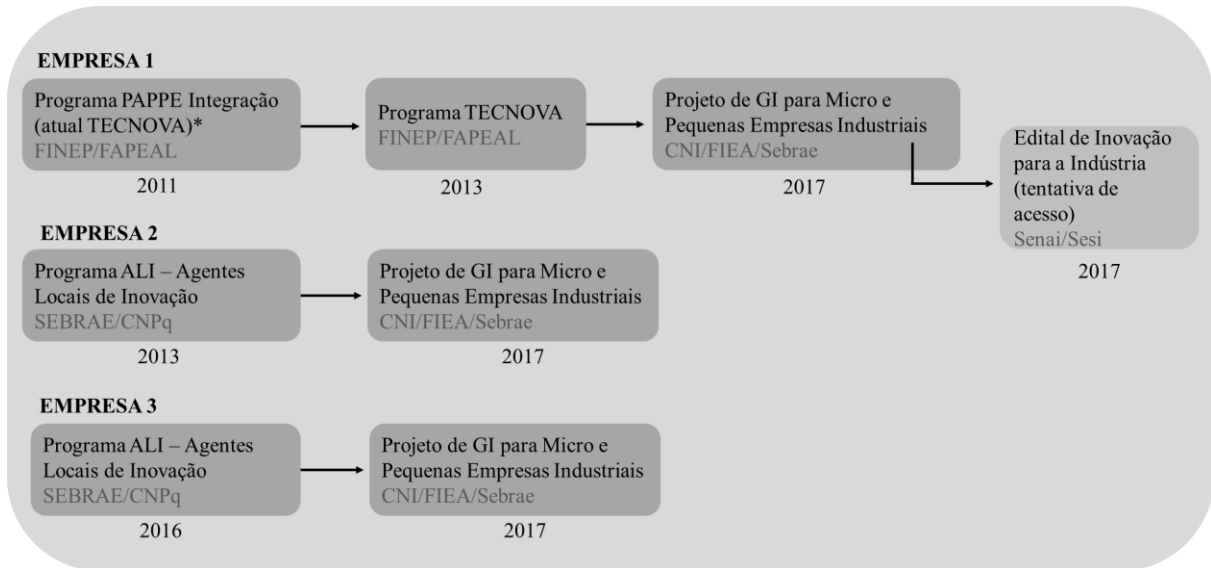 EMPRESA 1
Programa PAPPE Integração
(atual TECNOVA)*
FINEP/FAPEAL
2011
Programa TECNOVA
FINEP/FAPEAL
2013
Projeto de GI para Micro e
Pequenas Empresas Industriais
CNI/FIEA/Sebrae
2017
Edital de Inovação
para a Indústria
(tentativa de
acesso)
Senai/Sesi
2017
EMPRESA 2
Programa ALI – Agentes
Locais de Inovação
SEBRAE/CNPq
2013
Projeto de GI para Micro e
Pequenas Empresas Industriais
CNI/FIEA/Sebrae
2017
EMPRESA 3
Programa ALI – Agentes
Locais de Inovação
SEBRAE/CNPq
2016
Projeto de GI para Micro e
Pequenas Empresas Industriais
CNI/FIEA/Sebrae
2017